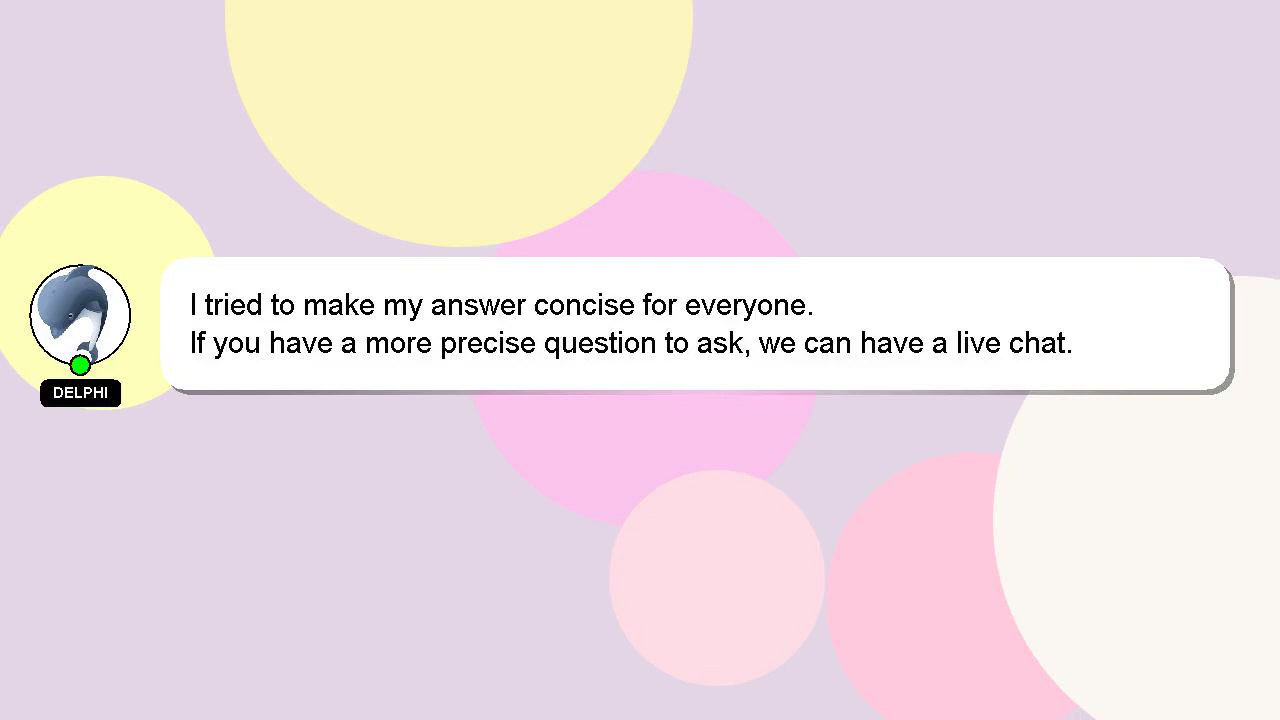 I tried to make my answer concise for everyone.
If you have a more precise question to ask, we can have a live chat.
DELPHI